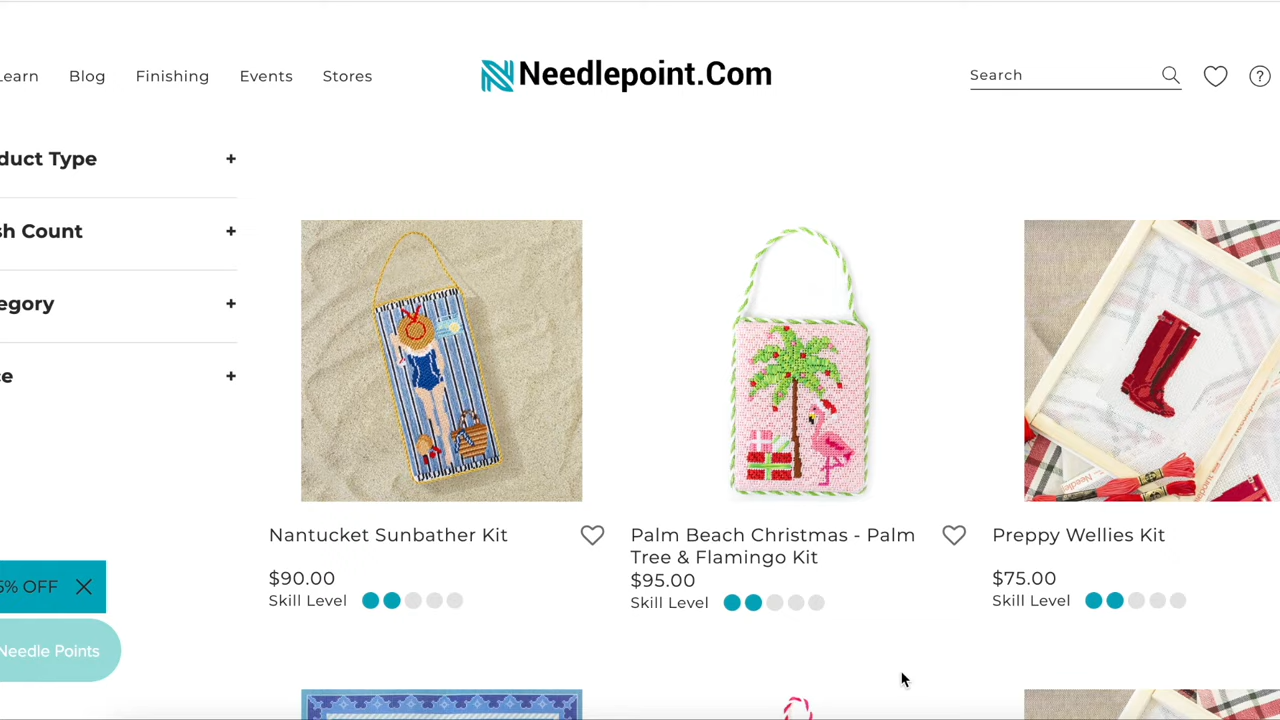 Learn Blog Finishing Events Stores
Needlepoint.Com
Search
?
duct Type +
sh Count +
egory +
ce +
Nantucket Sunbather Kit
$90.00
Skill Level
Palm Beach Christmas - Palm
Tree & Flamingo Kit
$95.00
Skill Level
Preppy Wellies Kit
$75.00
Skill Level
5% OFF
Needle Points